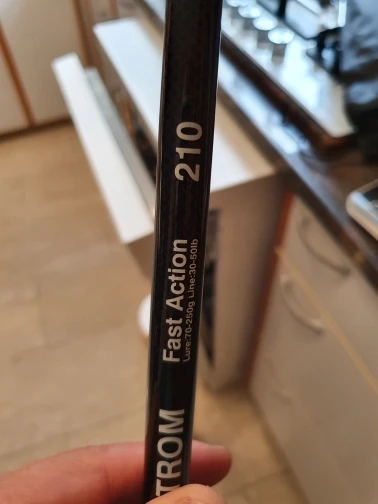 TROM
Fast Action
Lure:70-250g Line:30-50lb
210